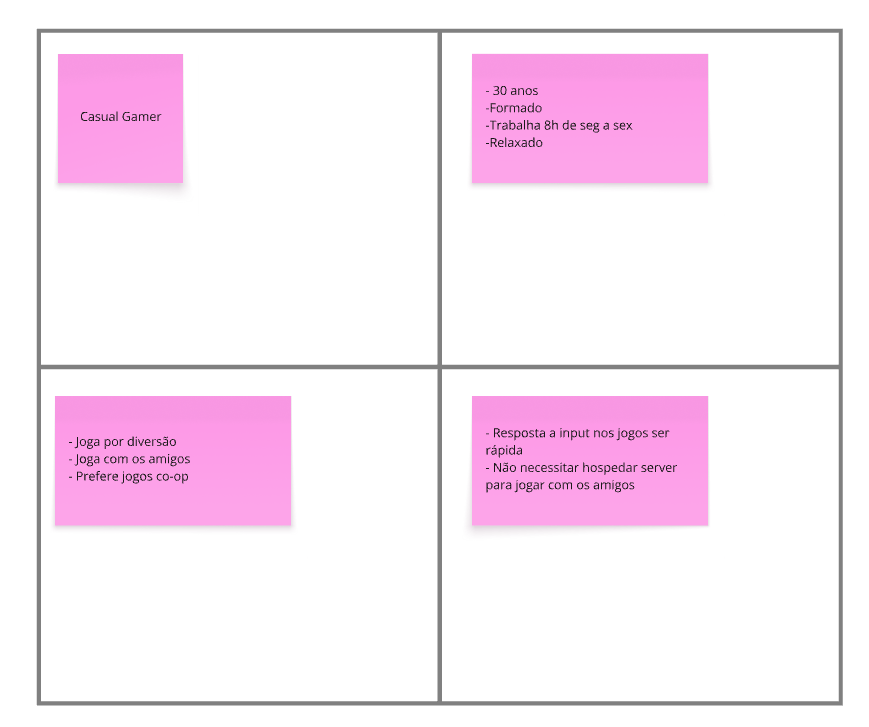 Casual Gamer
- 30 anos
-Formado
-Trabalha 8h de seg a sex
-Relaxado
- Joga por diversão
- Joga com os amigos
- Prefere jogos co-op
- Resposta a input nos jogos ser
rápida
- Não necessitar hospedar server
para jogar com os amigos